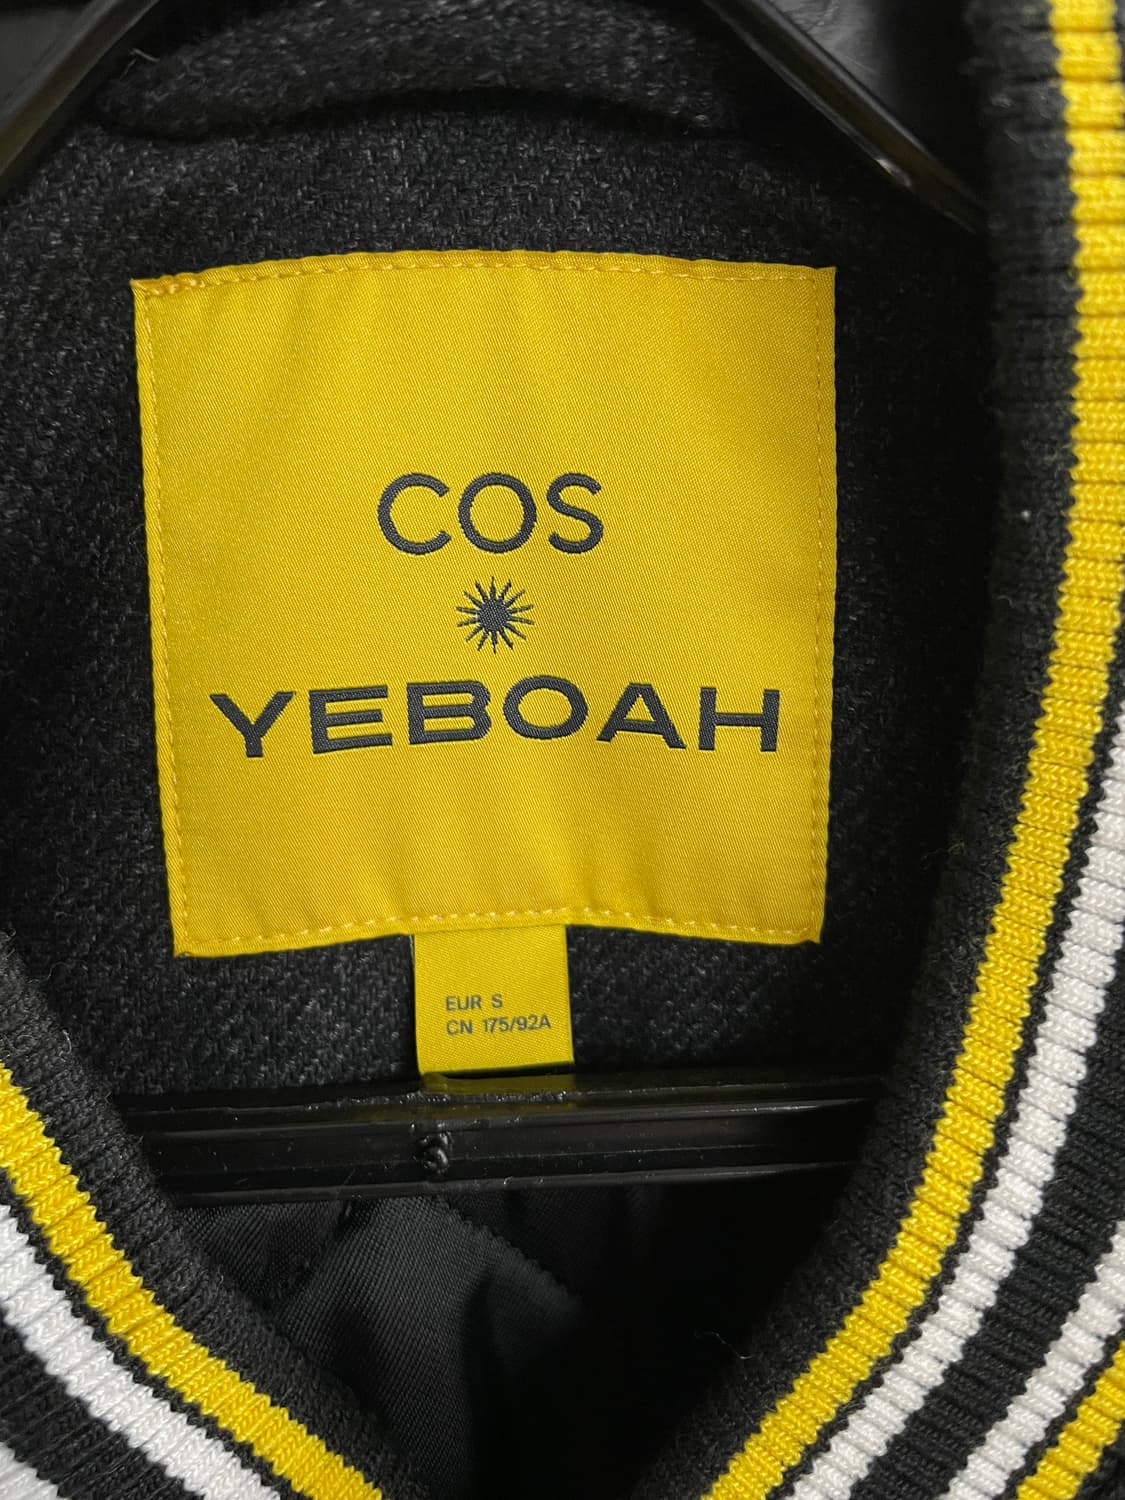 COS
YEBOAH
EUR S
CN 175/92A